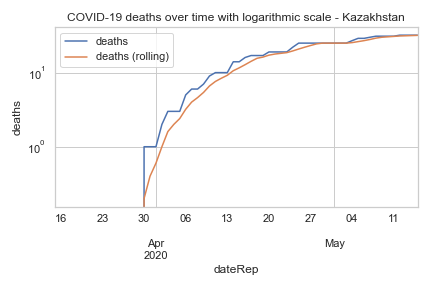 COVID-19 deaths over time with logarithmic scale - Kazakhstan
deaths
deaths (rolling)
deaths
10¹
10⁰
16 23 30 06 13 20 27 04 11
Apr May
2020
dateRep